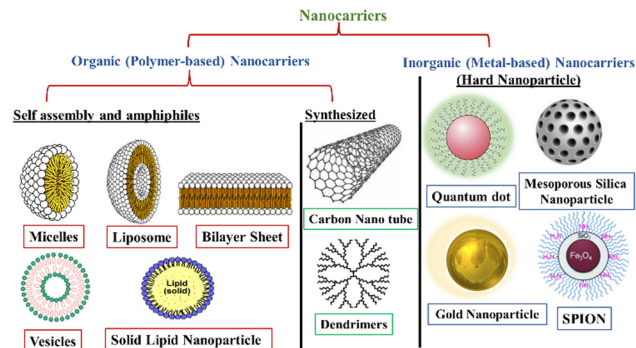 Nanocarriers
Organic (Polymer-based) Nanocarriers
Inorganic (Metal-based) Nanocarriers
(Hard Nanoparticle)
Self assembly and amphiphiles
Synthesized
Micelles
Liposome
Bilayer Sheet
Carbon Nano tube
Quantum dot
Mesoporous Silica
Nanoparticle
Lipid
(solid)
Vesicles
Solid Lipid Nanoparticle
Dendrimers
Gold Nanoparticle
SiO₂
Fe₃O₄
SPION